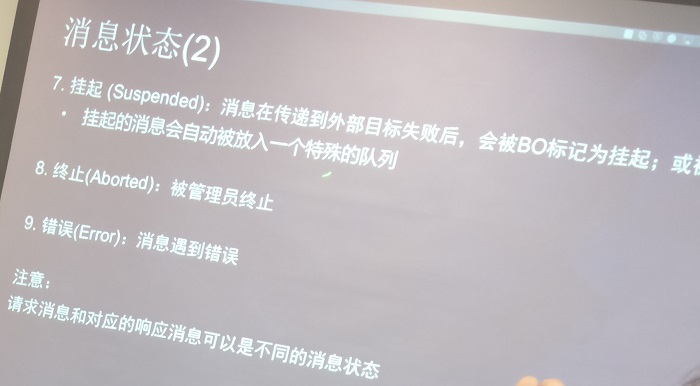 消息状态(2)
7. 挂起 (Suspended)：消息在传递到外部目标失败后，会被BO标记为挂起；或
• 挂起的消息会自动被放入一个特殊的队列
8. 终止(Aborted)：被管理员终止
9. 错误(Error)：消息遇到错误
注意：
请求消息和对应的响应消息可以是不同的消息状态